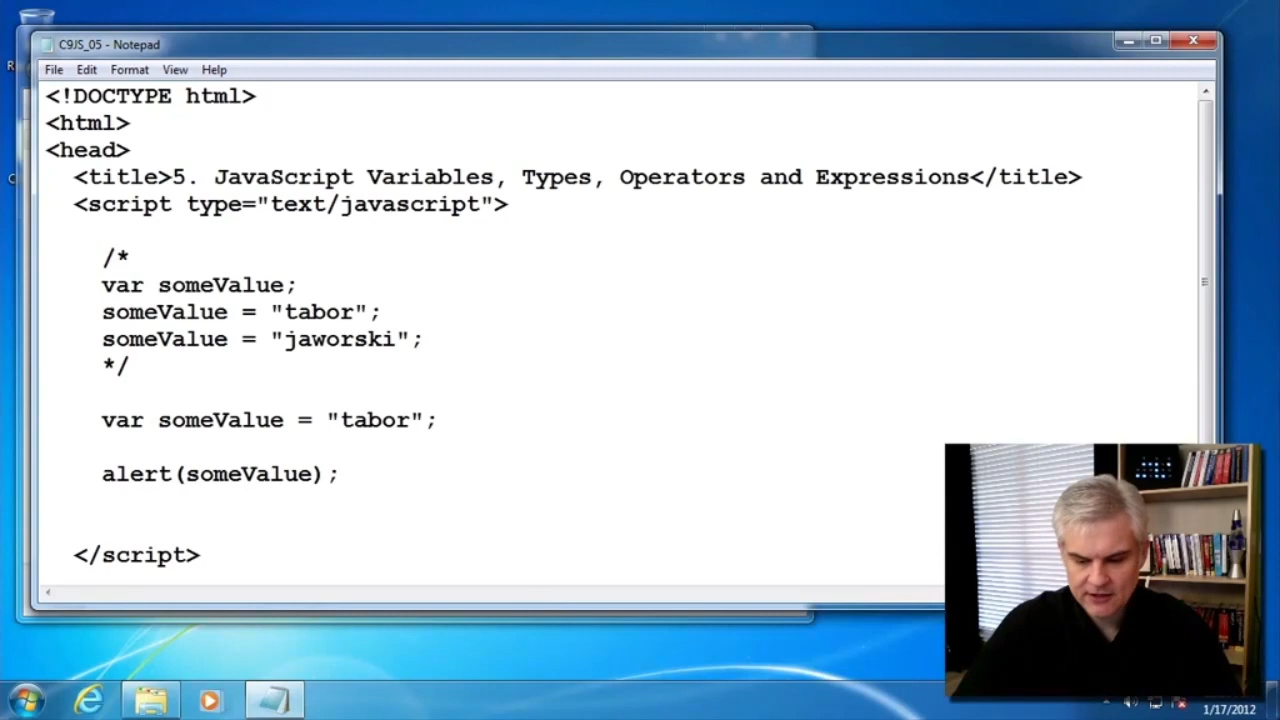 C9JS_05 - Notepad
File Edit Format View Help
<!DOCTYPE html>
<html>
<head>
<title>5. JavaScript Variables, Types, Operators and Expressions</title>
<script type="text/javascript">
/*
var someValue;
someValue = "tabor";
someValue = "jaworski";
*/
var someValue = "tabor";
alert(someValue);
</script>
1/17/2012